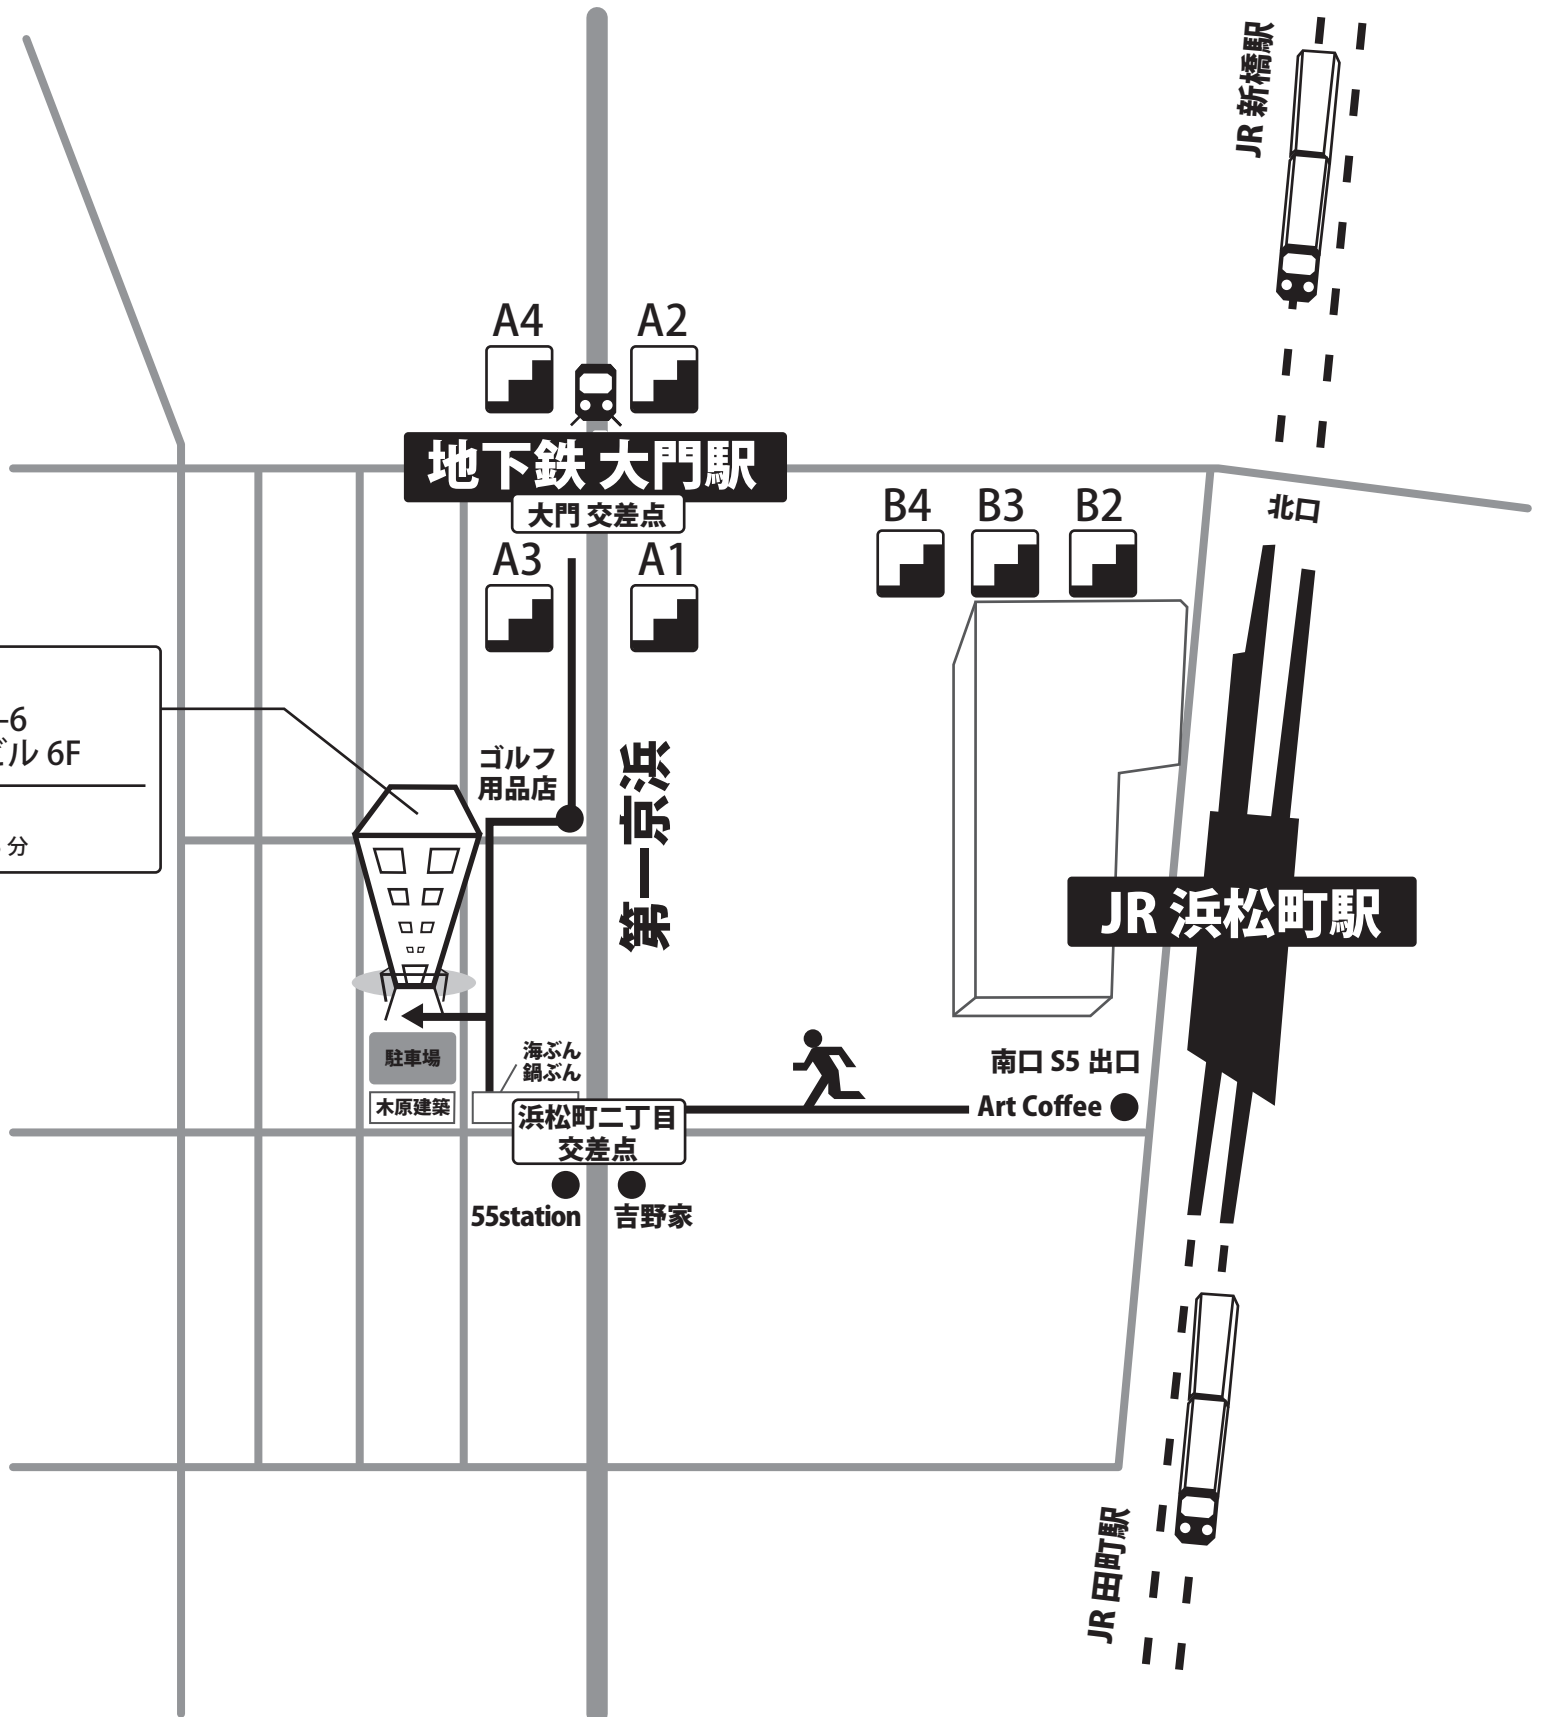 JR 新橋駅
A4
A2
地下鉄 大門駅
大門 交差点
北口
B4
B3
B2
A3
A1
-6
ビル 6F
分
ゴルフ
用品店
第一京浜
JR 浜松町駅
駐車場
木原建築
海ぶん
鍋ぶん
南口 S5 出口
Art Coffee
浜松町二丁目
交差点
55station
吉野家
JR 田町駅